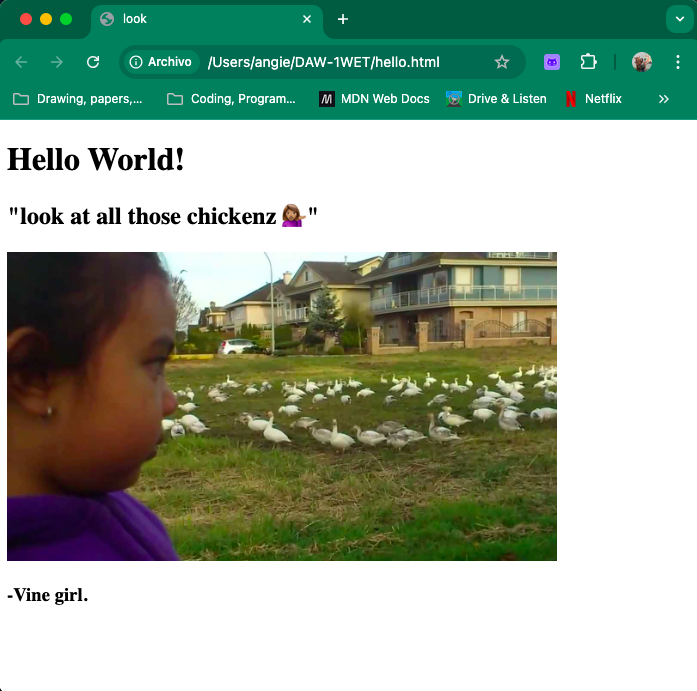 look
Archivo /Users/angie/DAW-1WET/hello.html
Drawing, papers,... Coding, Program... MDN Web Docs Drive & Listen Netflix
Hello World!
"look at all those chickenz 💁🏽‍♀️"
-Vine girl.